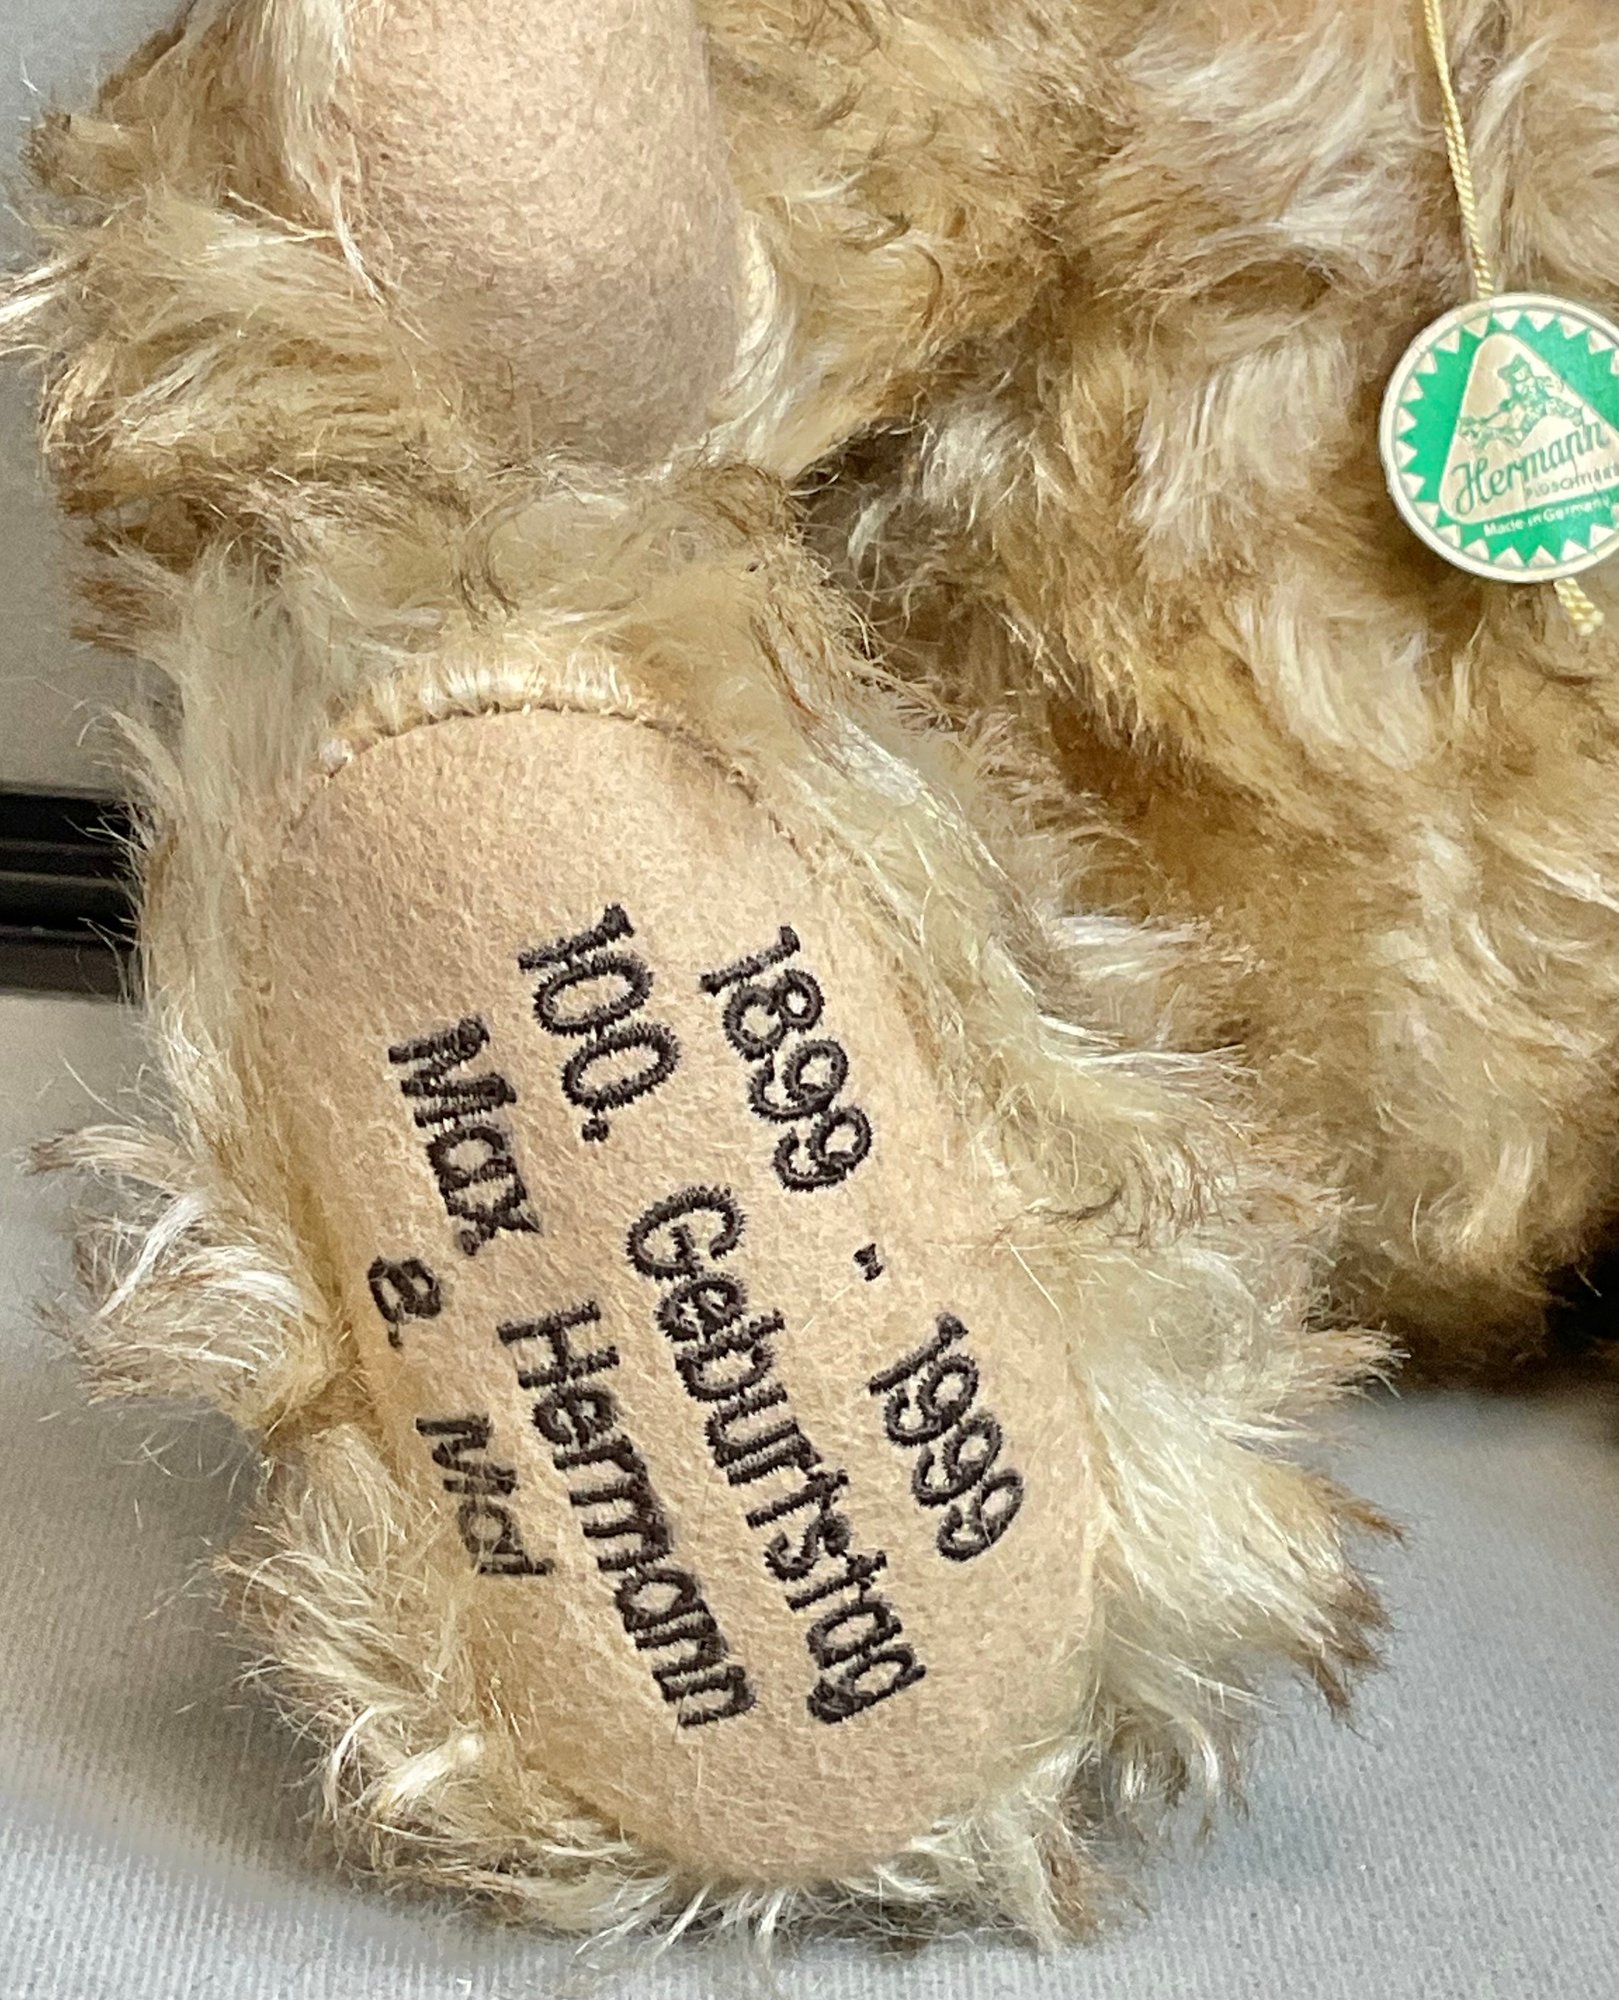 1899 - 1999
100. Geburtstag
Max Hermann
8. Mai
Hermann
Made in Germany